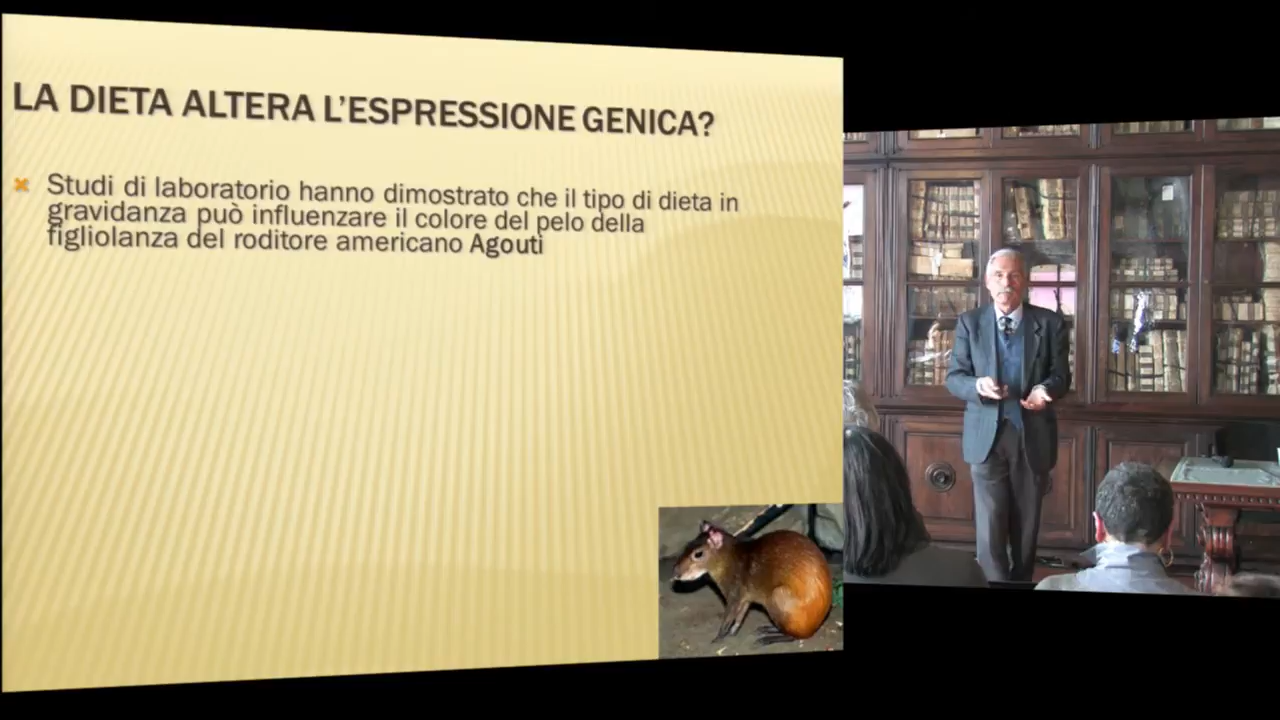 LA DIETA ALTERA L'ESPRESSIONE GENICA?
Studi di laboratorio hanno dimostrato che il tipo di dieta in
gravidanza può influenzare il colore del pelo della
figliolanza del roditore americano Agouti